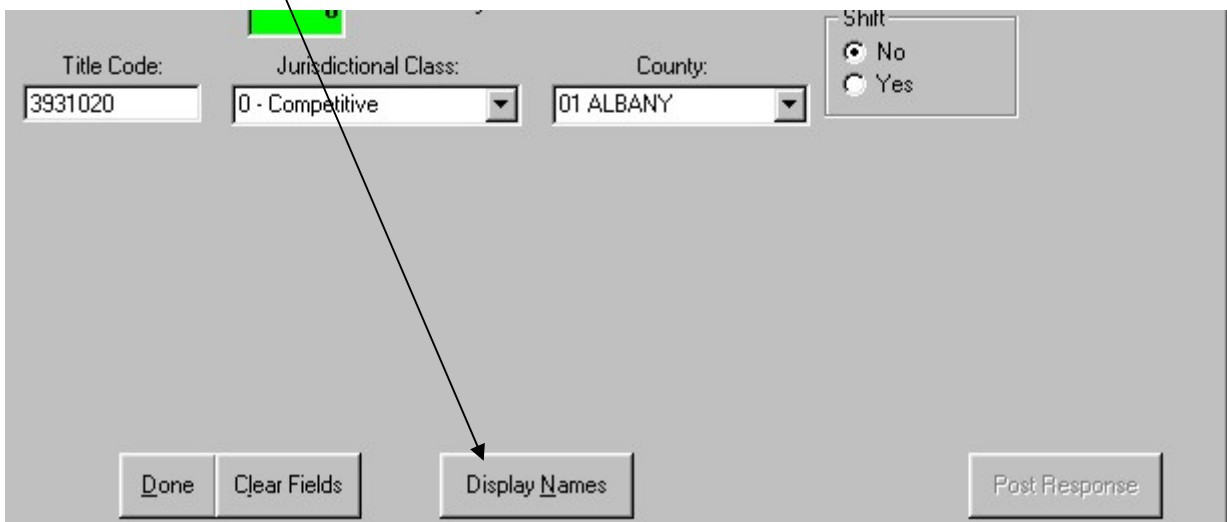 Shift
No
Yes
Title Code: Jurisdictional Class: County:
3931020 0 - Competitive 01 ALBANY
Done Clear Fields Display Names Post Response